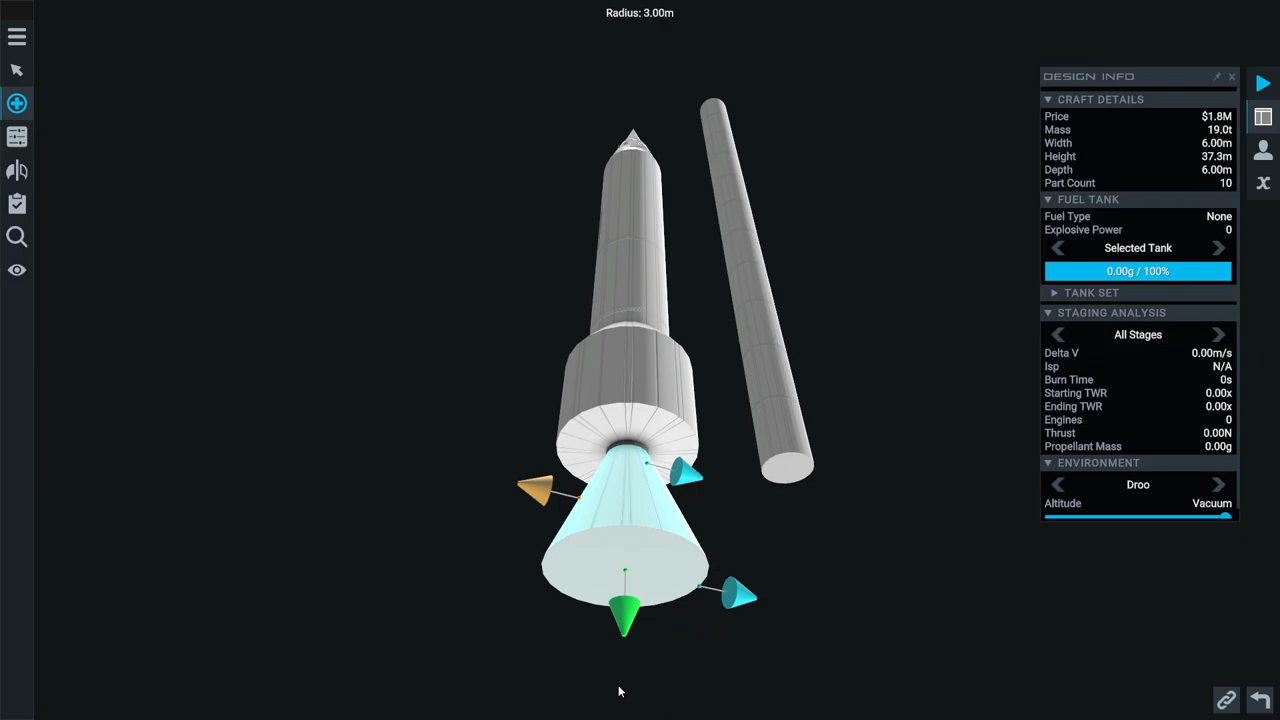 Radius: 3.00m
DESIGN INFO
CRAFT DETAILS
Price $1.8M
Mass 19.0t
Width 6.00m
Height 37.3m
Depth 6.00m
Part Count 10
FUEL TANK
Fuel Type None
Explosive Power 0
Selected Tank
0.00g / 100%
TANK SET
STAGING ANALYSIS
All Stages
Delta V 0.00m/s
Isp N/A
Burn Time 0s
Starting TWR 0.00x
Ending TWR 0.00x
Engines 0
Thrust 0.00N
Propellant Mass 0.00g
ENVIRONMENT
Droo
Altitude Vacuum